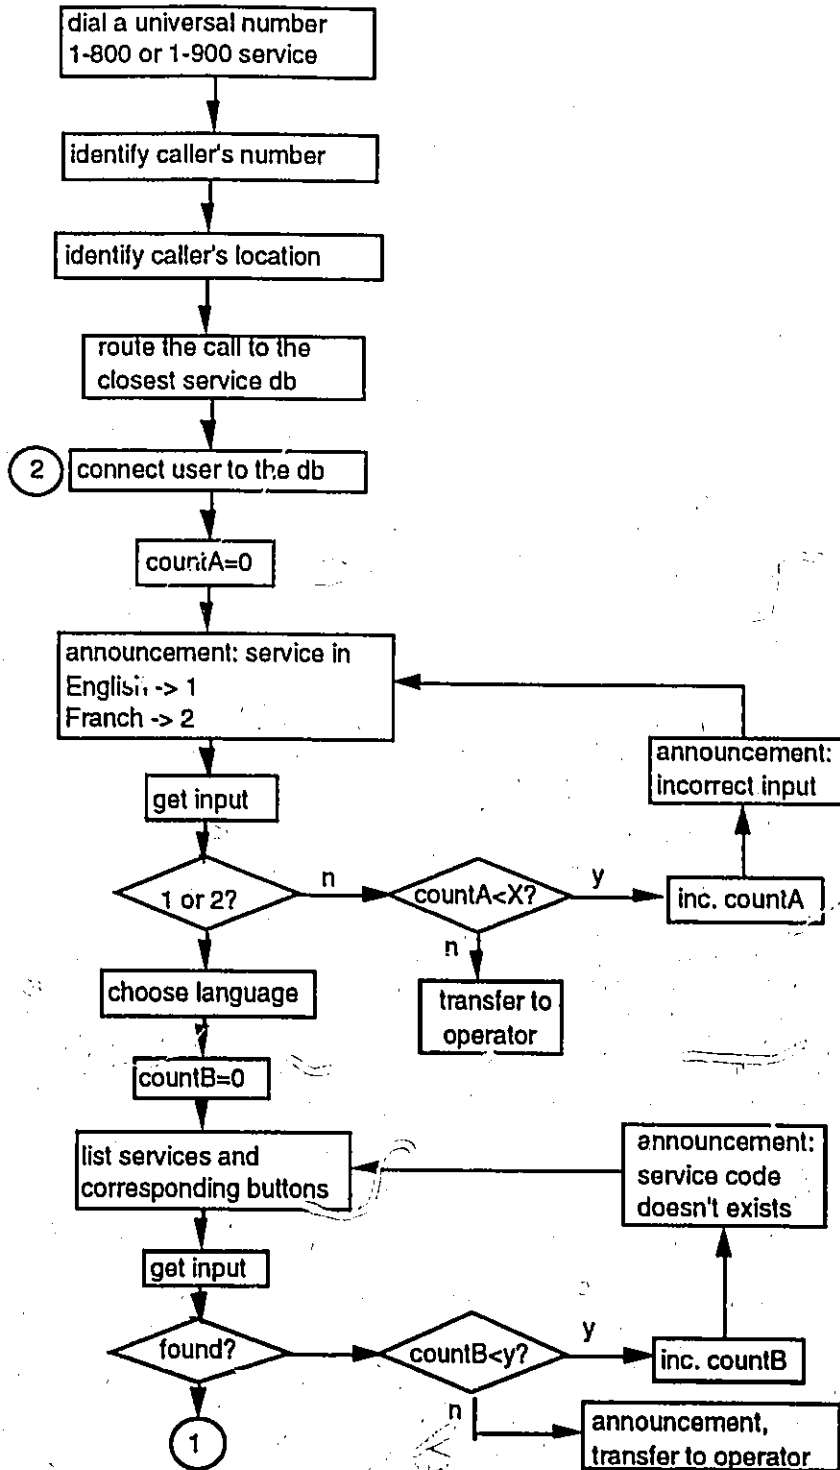 dial a universal number
1-800 or 1-900 service
identify caller's number
identify caller's location
route the call to the
closest service db
2
connect user to the db
countA=0
announcement: service in
English -> 1
Franch -> 2
announcement:
incorrect input
get input
1 or 2?
n
countA<X?
y
inc. countA
n
choose language
transfer to
operator
countB=0
list services and
corresponding buttons
announcement:
service code
doesn't exists
get input
found?
countB<y?
y
inc. countB
n
1
announcement,
transfer to operator